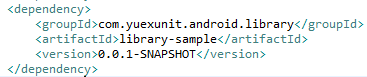 <dependency>
    <groupId>com.yuexunit.android.library</groupId>
    <artifactId>library-sample</artifactId>
    <version>0.0.1-SNAPSHOT</version>
</dependency>